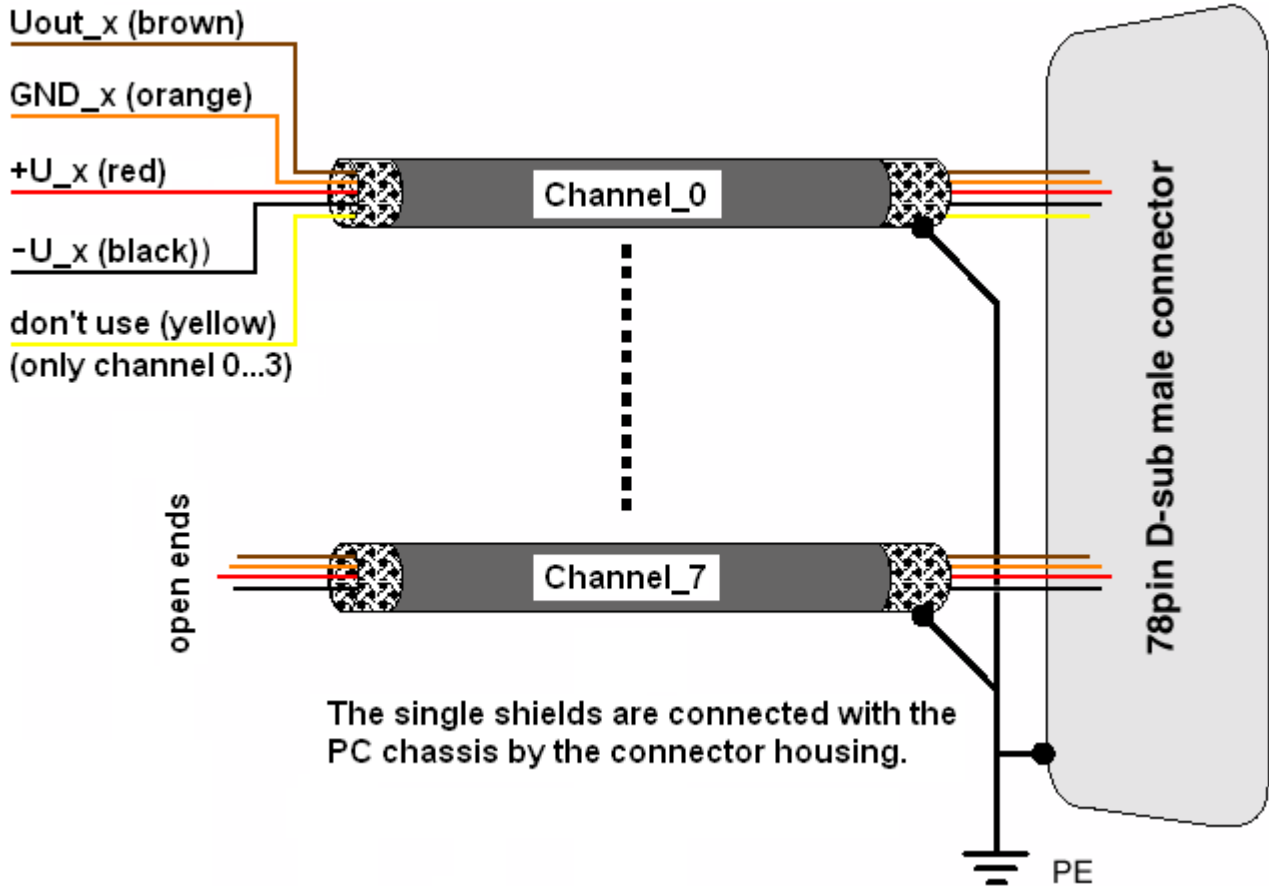 Uout_x (brown)
GND_x (orange)
+U_x (red)
-U_x (black))
don't use (yellow)
(only channel 0...3)
Channel_0
78pin D-sub male connector
open ends
Channel_7
The single shields are connected with the
PC chassis by the connector housing.
PE